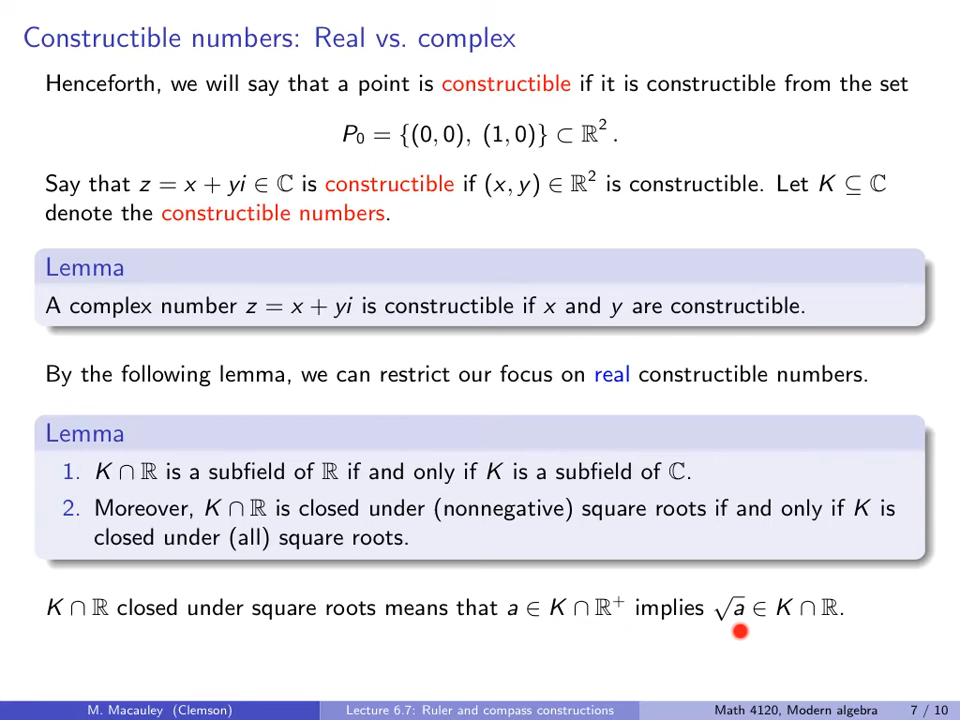 Constructible numbers: Real vs. complex
Henceforth, we will say that a point is constructible if it is constructible from the set
P₀ = {(0, 0), (1, 0)} ⊂ ℝ² .
Say that z = x + yi ∈ ℂ is constructible if (x, y) ∈ ℝ² is constructible. Let K ⊆ ℂ
denote the constructible numbers.
Lemma
A complex number z = x + yi is constructible if x and y are constructible.
By the following lemma, we can restrict our focus on real constructible numbers.
Lemma
1. K ∩ ℝ is a subfield of ℝ if and only if K is a subfield of ℂ.
2. Moreover, K ∩ ℝ is closed under (nonnegative) square roots if and only if K is
closed under (all) square roots.
K ∩ ℝ closed under square roots means that a ∈ K ∩ ℝ⁺ implies √a ∈ K ∩ ℝ.
M. Macauley (Clemson) Lecture 6.7: Ruler and compass constructions Math 4120, Modern algebra 7 / 10